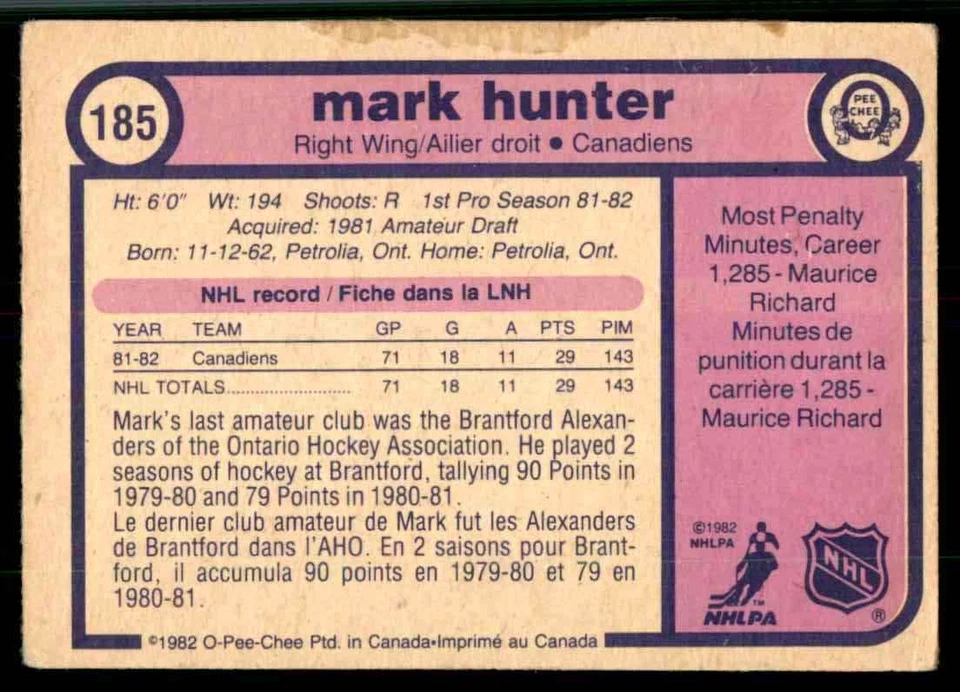 185
mark hunter
Right Wing/Ailier droit • Canadiens
PEE
CHEE
Ht: 6'0" Wt: 194 Shoots: R 1st Pro Season 81-82
Acquired: 1981 Amateur Draft
Born: 11-12-62, Petrolia, Ont. Home: Petrolia, Ont.
NHL record / Fiche dans la LNH
YEAR TEAM GP G A PTS PIM
81-82 Canadiens 71 18 11 29 143
NHL TOTALS.......................... 71 18 11 29 143
Mark's last amateur club was the Brantford Alexan-
ders of the Ontario Hockey Association. He played 2
seasons of hockey at Brantford, tallying 90 Points in
1979-80 and 79 Points in 1980-81.
Le dernier club amateur de Mark fut les Alexanders
de Brantford dans l'AHO. En 2 saisons pour Brant-
ford, il accumula 90 points en 1979-80 et 79 en
1980-81.
Most Penalty
Minutes, Career
1,285 - Maurice
Richard
Minutes de
punition durant la
carrière 1,285 -
Maurice Richard
©1982
NHLPA
TM
NHLPA
NHL
®
©1982 O-Pee-Chee Ptd. in Canada•Imprimé au Canada